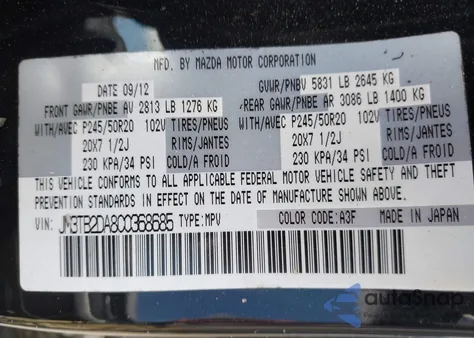 MFD. BY MAZDA MOTOR CORPORATION
DATE 09/12 GVWR/PNBV 5831 LB 2645 KG
FRONT GAWR/PNBE AV 2813 LB 1276 KG REAR GAWR/PNBE AR 3086 LB 1400 KG
WITH/AVEC P245/50R20 102V TIRES/PNEUS WITH/AVEC P245/50R20 102V TIRES/PNEUS
20X7 1/2J RIMS/JANTES 20X7 1/2J RIMS/JANTES
230 KPA/34 PSI COLD/A FROID 230 KPA/34 PSI COLD/A FROID
THIS VEHICLE CONFORMS TO ALL APPLICABLE FEDERAL MOTOR VEHICLE SAFETY AND THEFT
PREVENTION STANDARDS IN EFFECT ON THE DATE OF MANUFACTURE SHOWN ABOVE.
VIN: JM3TB2DA8C0368685 TYPE:MPV COLOR CODE:A3F MADE IN JAPAN
autoSnap